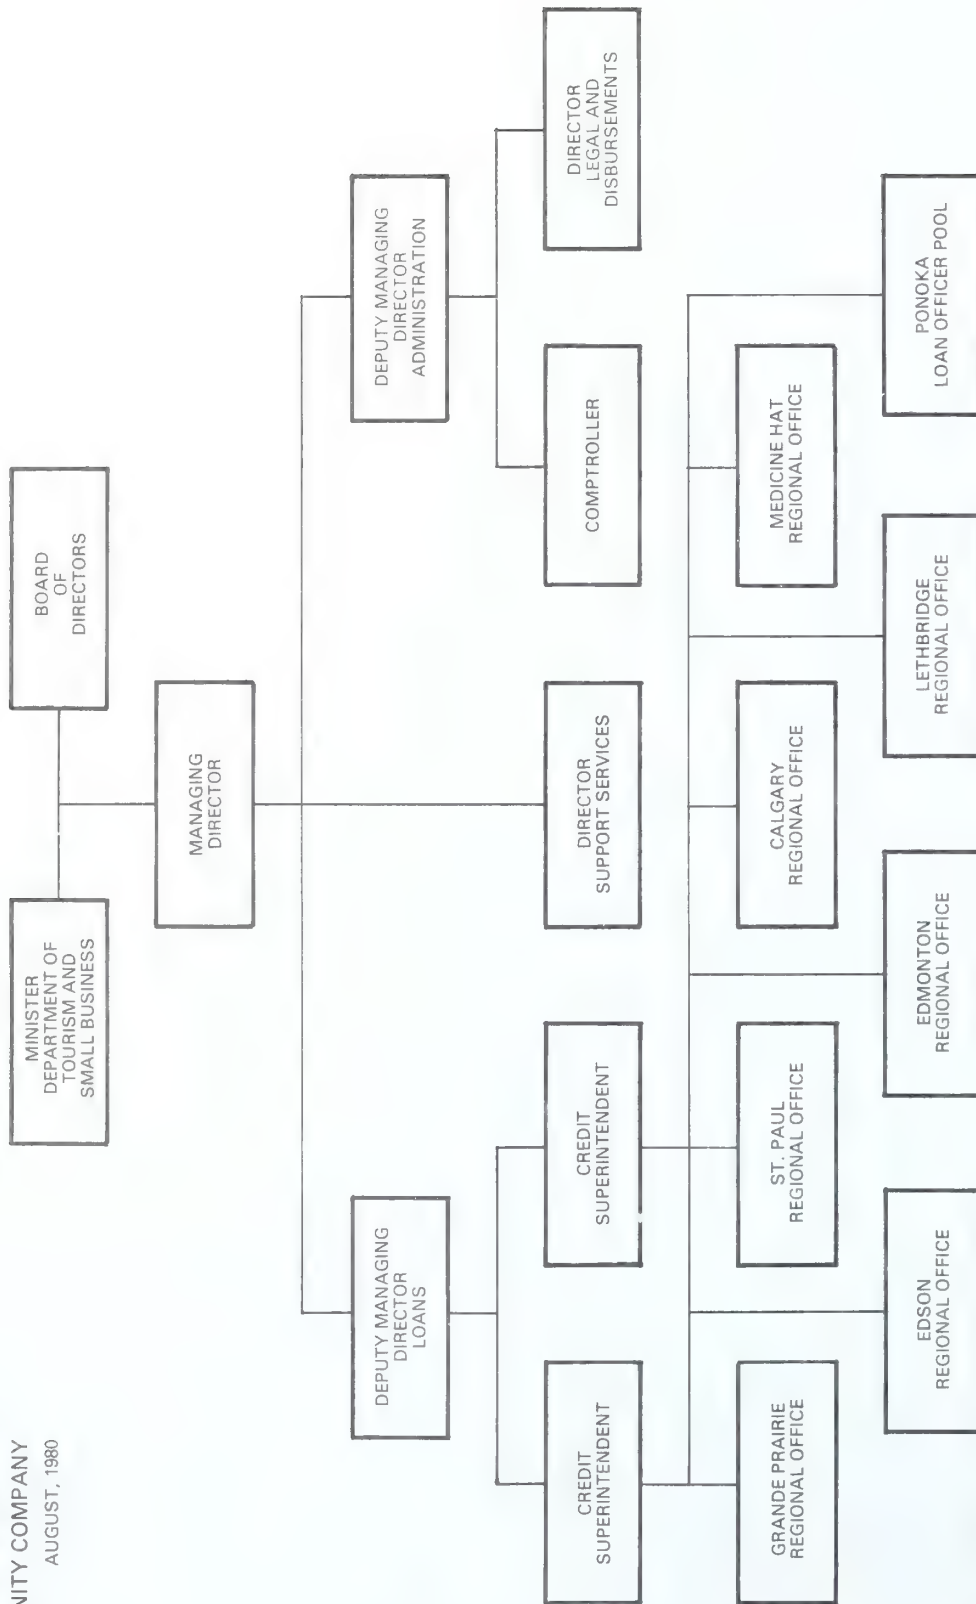 NITY COMPANY
AUGUST, 1980
MINISTER
DEPARTMENT OF
TOURISM AND
SMALL BUSINESS
BOARD
OF
DIRECTORS
MANAGING
DIRECTOR
DEPUTY MANAGING
DIRECTOR
LOANS
DEPUTY MANAGING
DIRECTOR
ADMINISTRATION
CREDIT
SUPERINTENDENT
CREDIT
SUPERINTENDENT
DIRECTOR
SUPPORT SERVICES
COMPTROLLER
DIRECTOR
LEGAL AND
DISBURSEMENTS
GRANDE PRAIRIE
REGIONAL OFFICE
ST. PAUL
REGIONAL OFFICE
CALGARY
REGIONAL OFFICE
MEDICINE HAT
REGIONAL OFFICE
EDSON
REGIONAL OFFICE
EDMONTON
REGIONAL OFFICE
LETHBRIDGE
REGIONAL OFFICE
PONOKA
LOAN OFFICER POOL